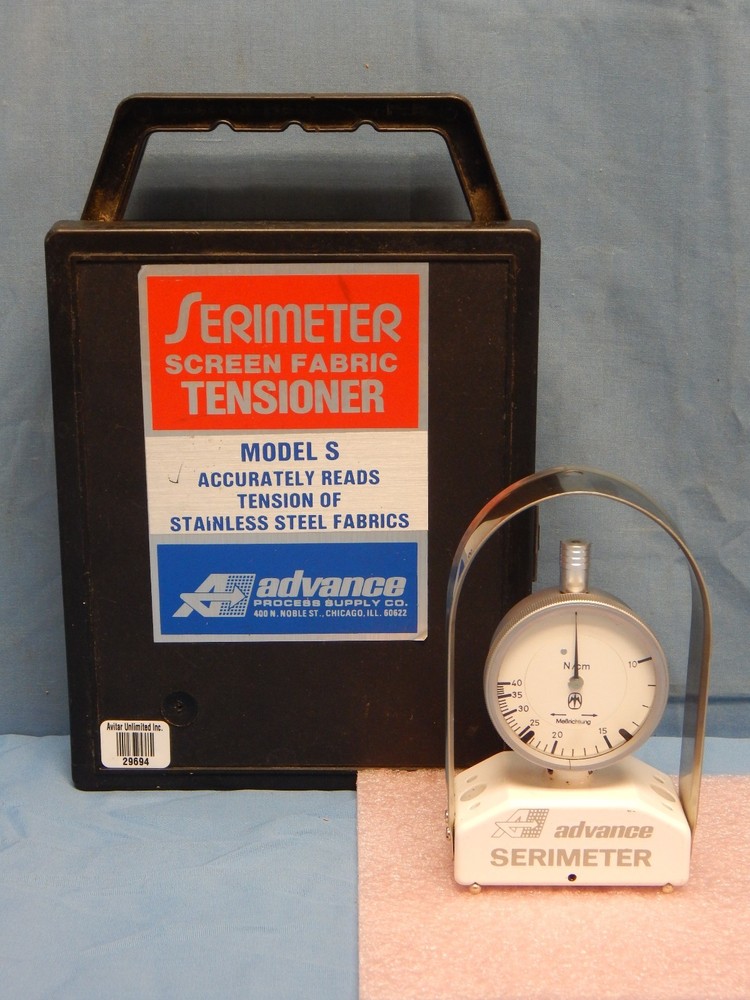 SERIMETER
SCREEN FABRIC
TENSIONER
MODEL S
ACCURATELY READS
TENSION OF
STAINLESS STEEL FABRICS
advance
PROCESS SUPPLY CO.
400 N. NOBLE ST., CHICAGO, ILL. 60622
Avitar Unlimited Inc.
29694
N/cm
10
40
35
30
25
20
15
Meßrichtung
advance
SERIMETER